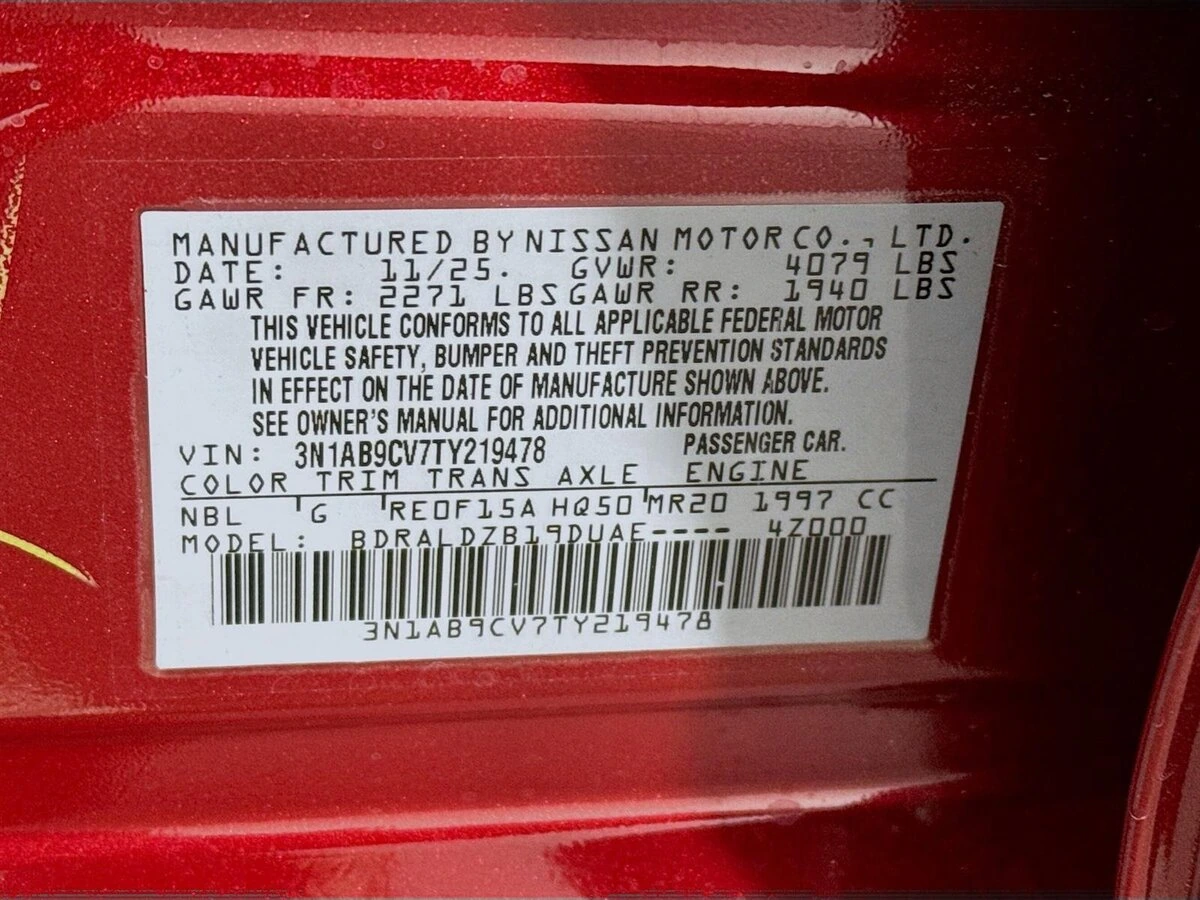 MANUFACTURED BY NISSAN MOTOR CO., LTD.
DATE: 11/25. GVWR: 4079 LBS
GAWR FR: 2271 LBS GAWR RR: 1940 LBS
THIS VEHICLE CONFORMS TO ALL APPLICABLE FEDERAL MOTOR
VEHICLE SAFETY, BUMPER AND THEFT PREVENTION STANDARDS
IN EFFECT ON THE DATE OF MANUFACTURE SHOWN ABOVE.
SEE OWNER'S MANUAL FOR ADDITIONAL INFORMATION.
VIN: 3N1AB9CV7TY219478 PASSENGER CAR.
COLOR TRIM TRANS AXLE ENGINE
NBL G RE0F15A HQ50 MR20 1997 CC
MODEL: BDRALDZB19DUAE---- 4Z000
3N1AB9CV7TY219478